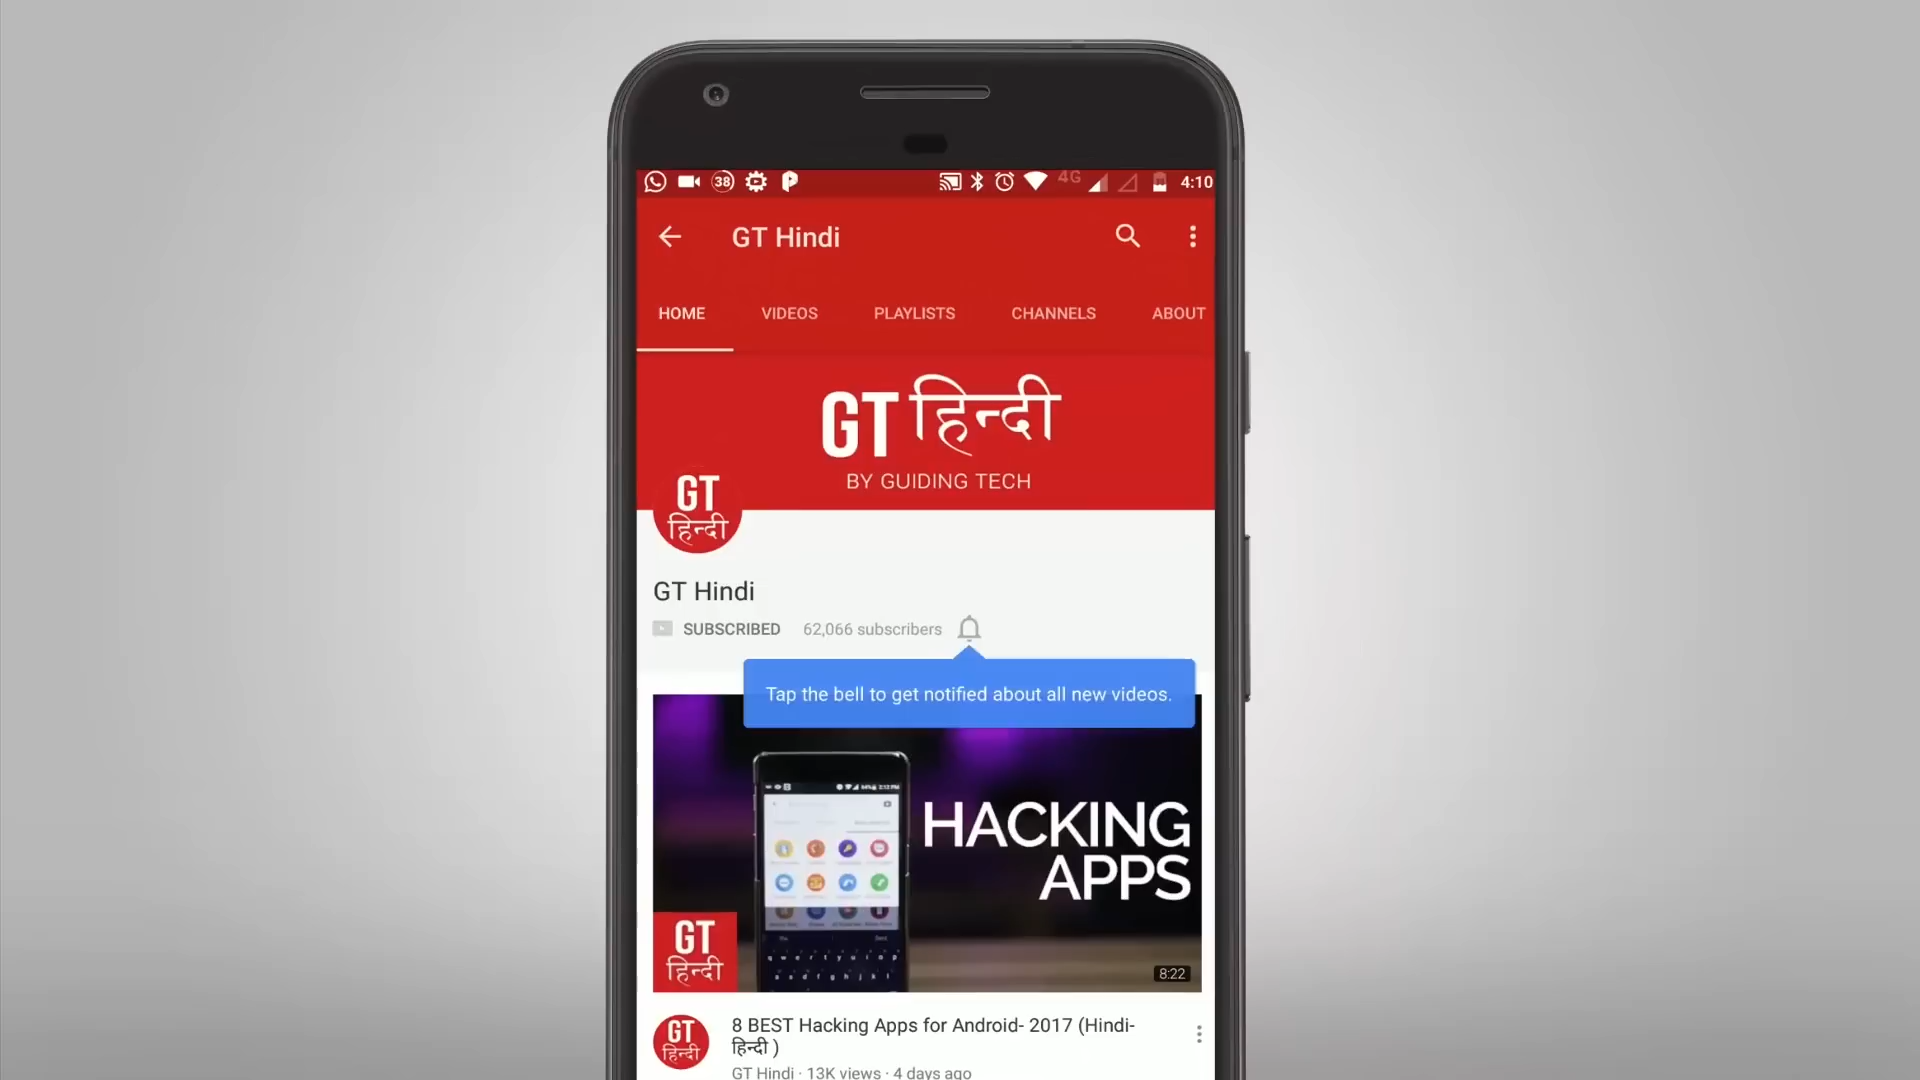 38 4G 4:10
GT Hindi
HOME VIDEOS PLAYLISTS CHANNELS ABOUT
GT हिन्दी
BY GUIDING TECH
GT
हिन्दी
GT Hindi
SUBSCRIBED 62,066 subscribers
Tap the bell to get notified about all new videos.
HACKING
APPS
GT
हिन्दी
8:22
GT
हिन्दी
8 BEST Hacking Apps for Android- 2017 (Hindi-
हिन्दी )
GT Hindi · 13K views · 4 days ago